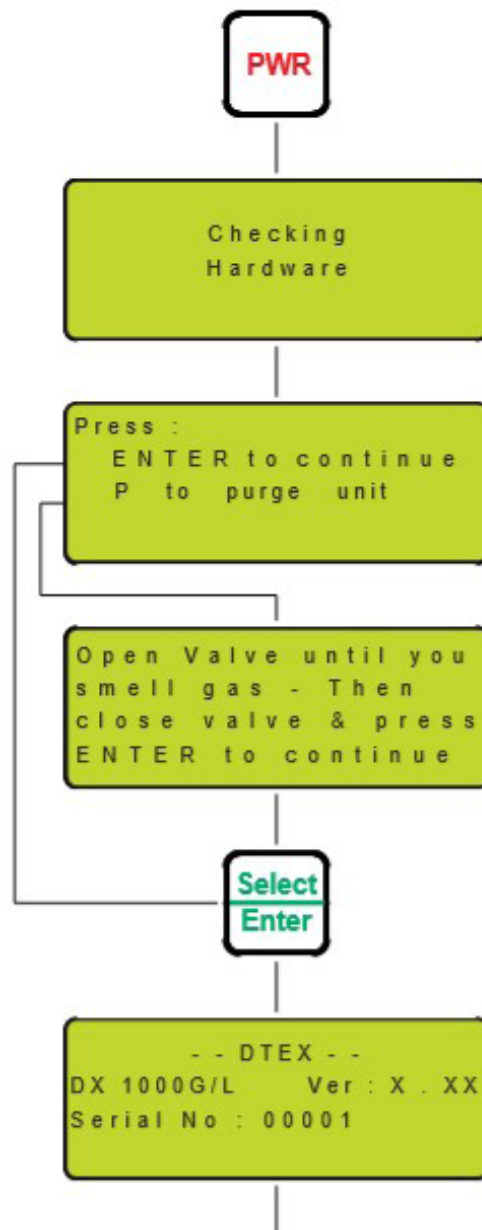 PWR
Checking
Hardware
Press :
ENTER to continue
P to purge unit
Open Valve until you
smell gas - Then
close valve & press
ENTER to continue
Select
Enter
- - DTEX - -
DX 1000G/L Ver : X . XX
Serial No : 00001